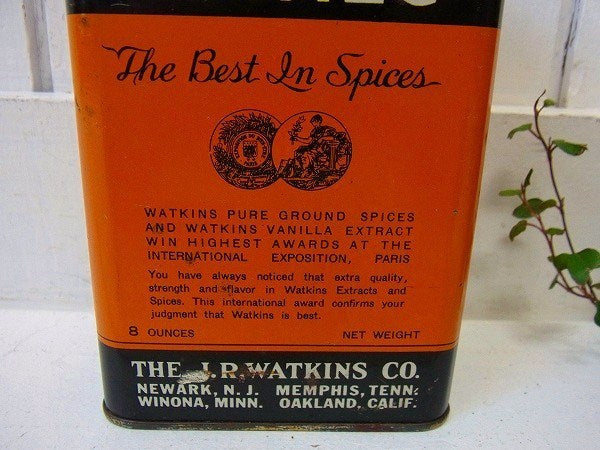 The Best In Spices
WATKINS PURE GROUND SPICES
AND WATKINS VANILLA EXTRACT
WIN HIGHEST AWARDS AT THE
INTERNATIONAL EXPOSITION, PARIS
You have always noticed that extra quality,
strength and flavor in Watkins Extracts and
Spices. This international award confirms your
judgment that Watkins is best.
8 OUNCES NET WEIGHT
THE J.R. WATKINS CO.
NEWARK, N. J. MEMPHIS, TENN.
WINONA, MINN. OAKLAND, CALIF.